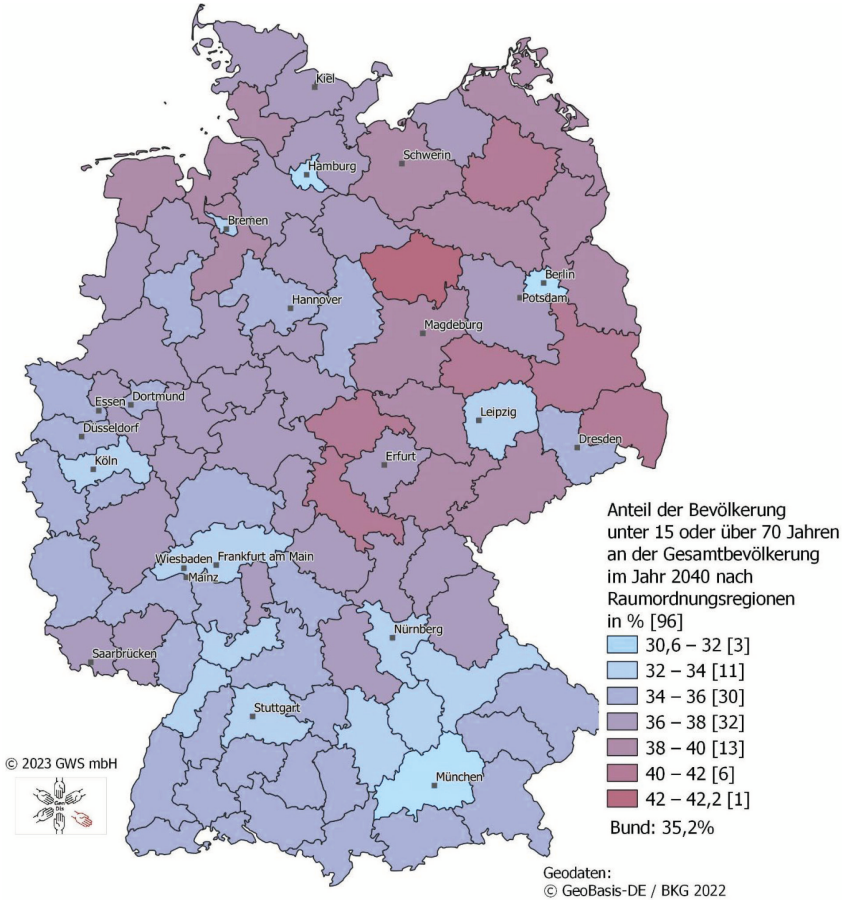 Kiel
Schwerin
Hamburg
Bremen
Berlin
Hannover
Potsdam
Magdeburg
Essen
Dortmund
Leipzig
Düsseldorf
Dresden
Köln
Erfurt
Wiesbaden
Frankfurt am Main
Mainz
Nürnberg
Saarbrücken
Stuttgart
München
Anteil der Bevölkerung
unter 15 oder über 70 Jahren
an der Gesamtbevölkerung
im Jahr 2040 nach
Raumordnungsregionen
in % [96]
30,6 – 32 [3]
32 – 34 [11]
34 – 36 [30]
36 – 38 [32]
38 – 40 [13]
40 – 42 [6]
42 – 42,2 [1]
Bund: 35,2%
© 2023 GWS mbH
Gen
Dis
Geodaten:
© GeoBasis-DE / BKG 2022